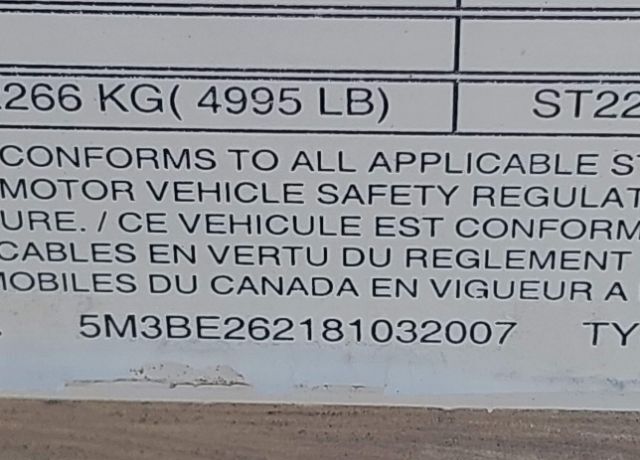 266 KG( 4995 LB) ST22
CONFORMS TO ALL APPLICABLE S
MOTOR VEHICLE SAFETY REGULAT
URE. / CE VEHICULE EST CONFORM
CABLES EN VERTU DU REGLEMENT
MOBILES DU CANADA EN VIGUEUR A
5M3BE262181032007 TY